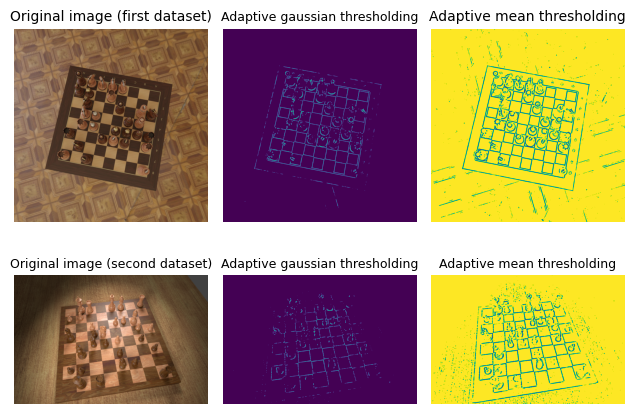 Original image (first dataset)
Adaptive gaussian thresholding
Adaptive mean thresholding
Original image (second dataset)
Adaptive gaussian thresholding
Adaptive mean thresholding